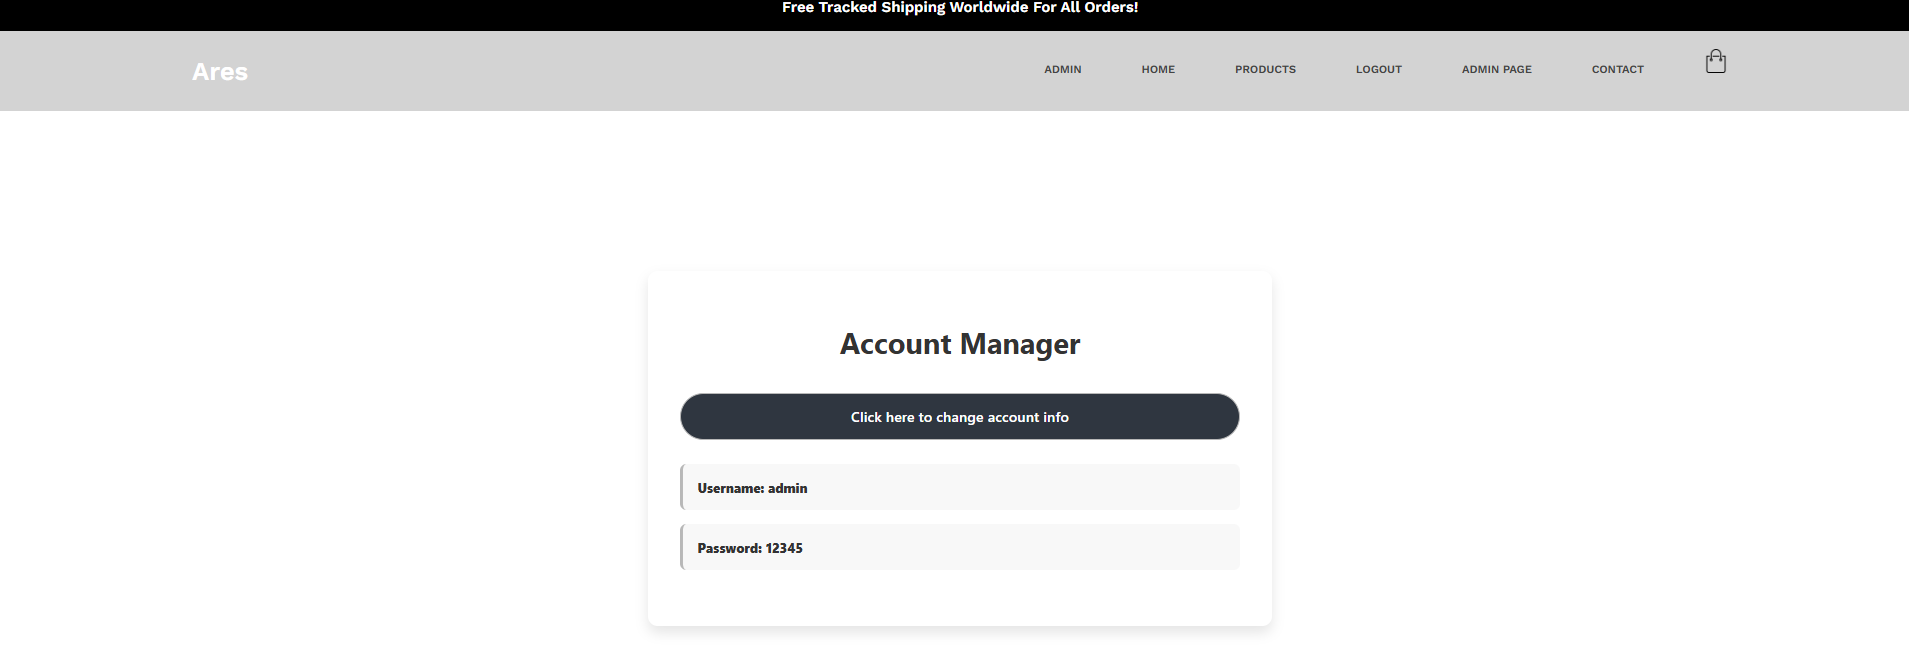 Free Tracked Shipping Worldwide For All Orders!
Ares
ADMIN HOME PRODUCTS LOGOUT ADMIN PAGE CONTACT
Account Manager
Click here to change account info
Username: admin
Password: 12345